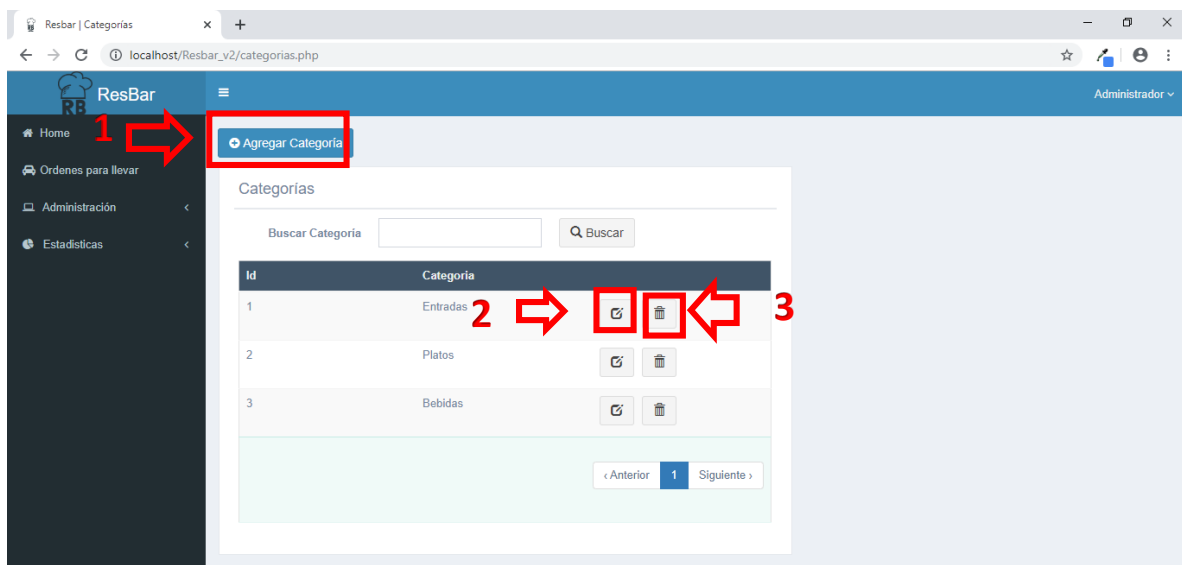 Resbar | Categorías
localhost/Resbar_v2/categorias.php
RB ResBar
Administrador
Home
1
Agregar Categoría
Ordenes para llevar
Administración
Estadisticas
Categorías
Buscar Categoria
Buscar
Id Categoria
1 Entradas
2
3
2 Platos
3 Bebidas
‹ Anterior 1 Siguiente ›